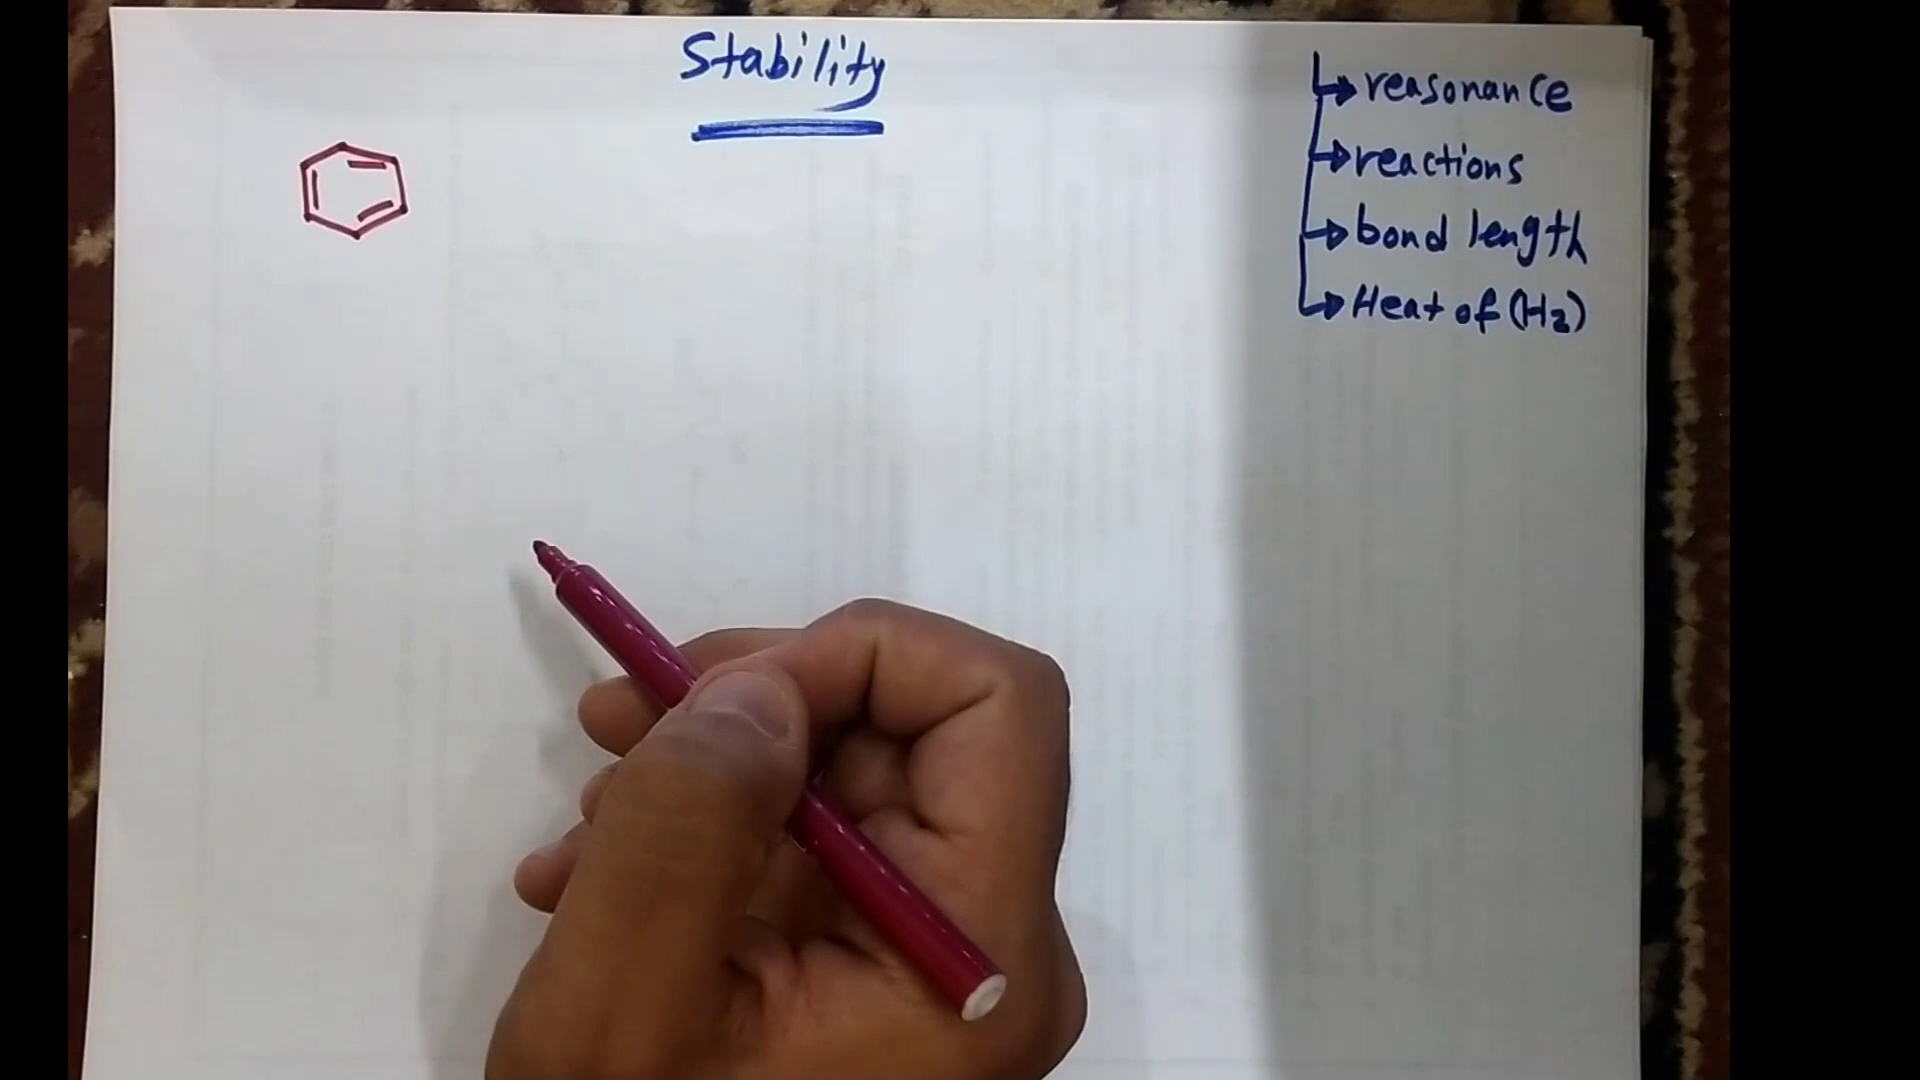 Stability
reasonance
reactions
bond length
Heat of (H2)